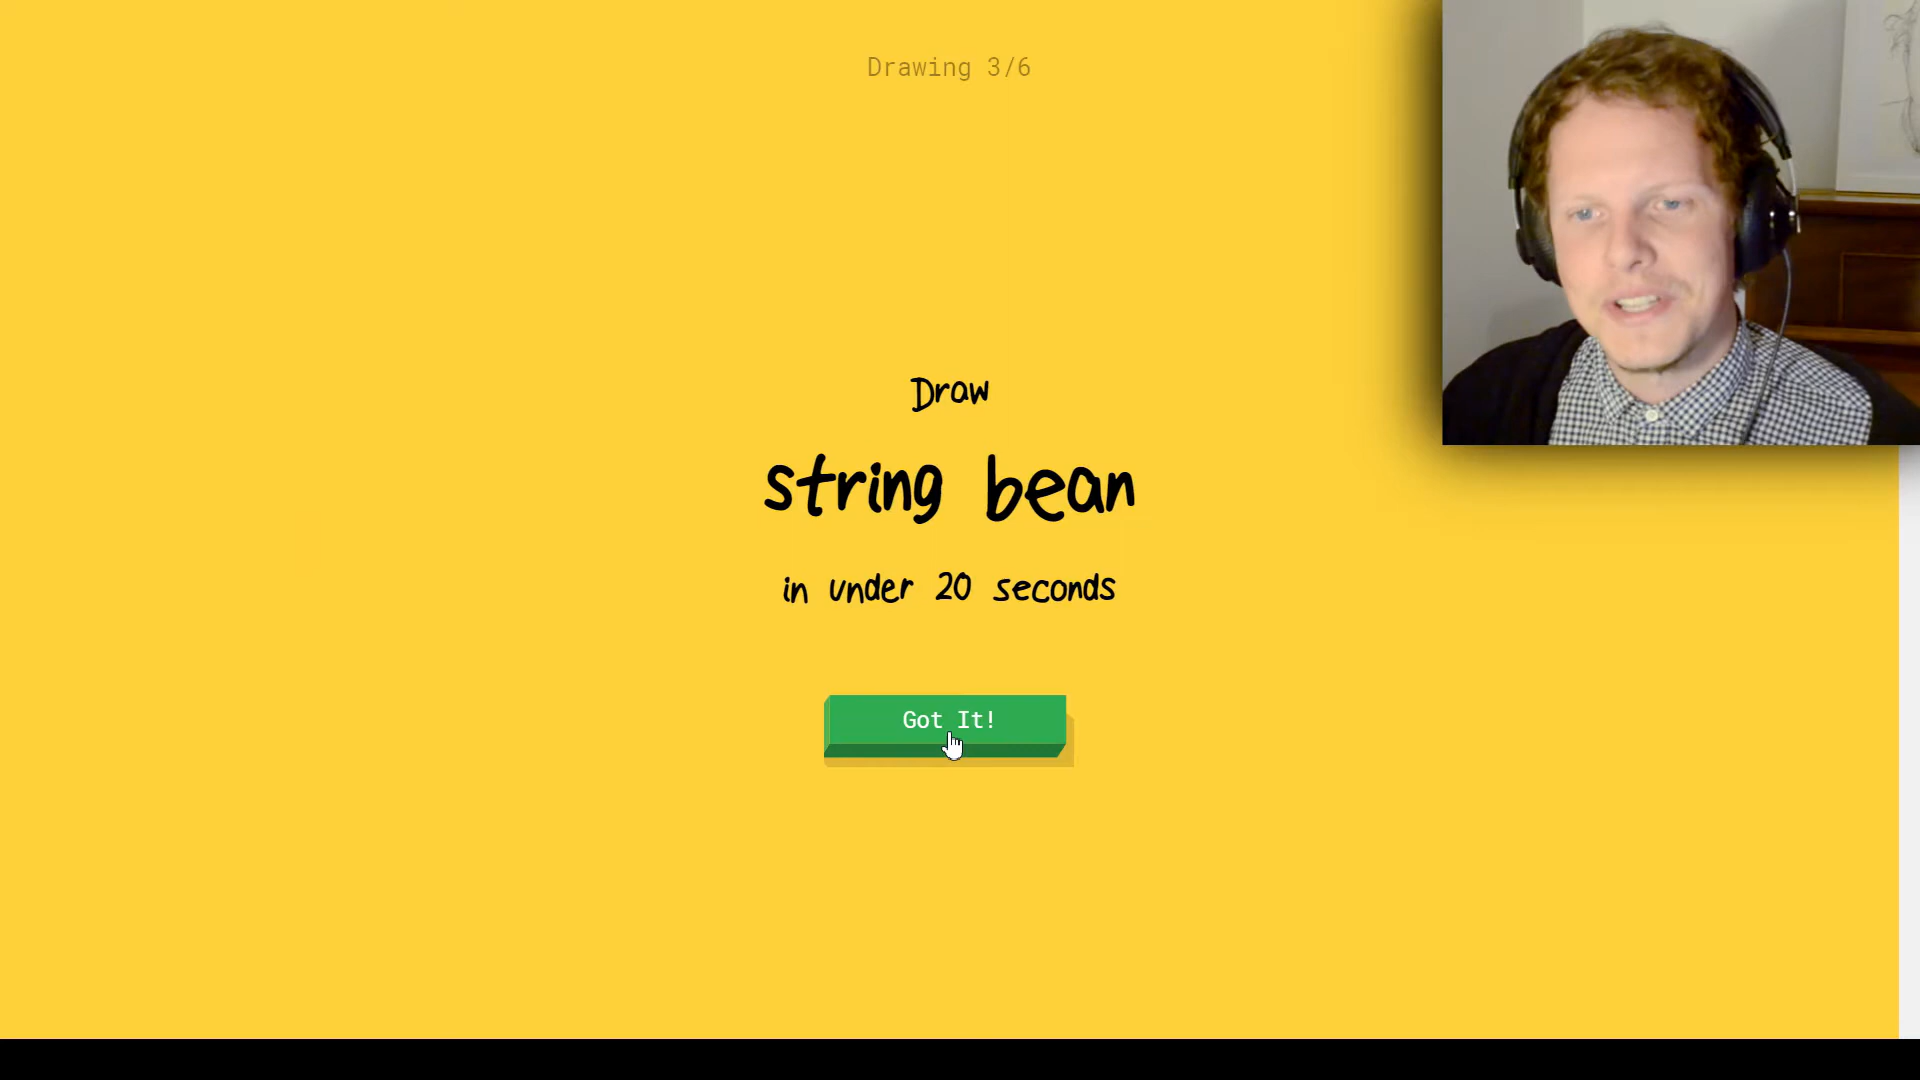 Drawing 3/6
Draw
string bean
in under 20 seconds
Got It!